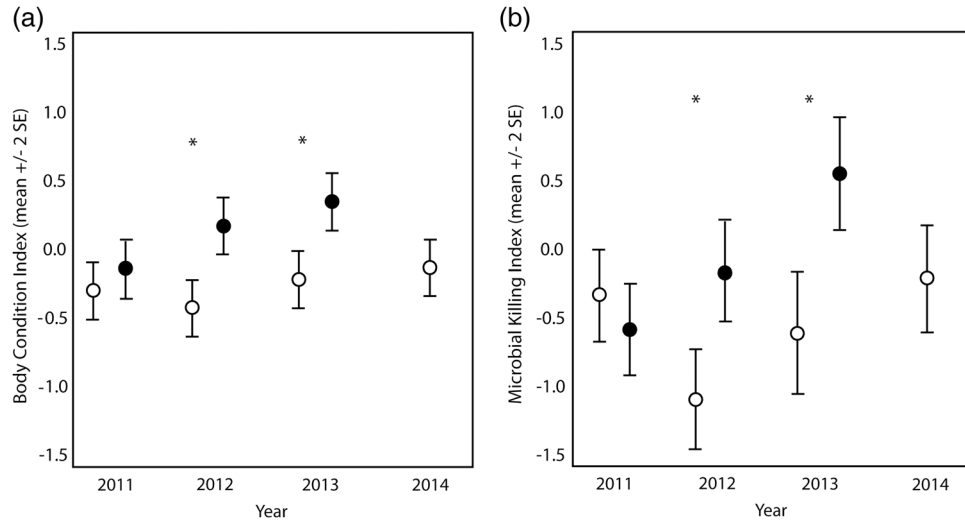 (a)
Body Condition Index (mean +/- 2 SE)
1.5
1.0
0.5
0.0
-0.5
-1.0
-1.5
*
*
2011 2012 2013 2014
Year
(b)
Microbial Killing Index (mean +/- 2 SE)
1.5
1.0
0.5
0.0
-0.5
-1.0
-1.5
*
*
2011 2012 2013 2014
Year